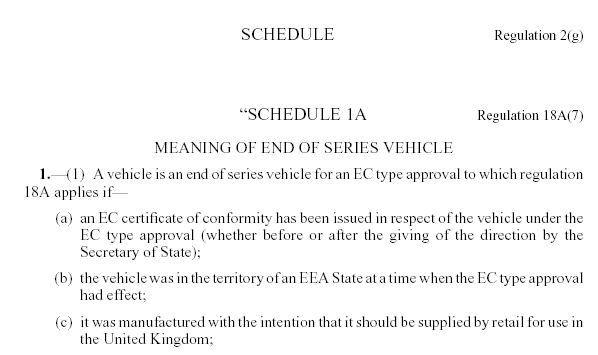 SCHEDULE Regulation 2(g)
“SCHEDULE 1A Regulation 18A(7)
MEANING OF END OF SERIES VEHICLE
1.—(1) A vehicle is an end of series vehicle for an EC type approval to which regulation
18A applies if—
(a) an EC certificate of conformity has been issued in respect of the vehicle under the
EC type approval (whether before or after the giving of the direction by the
Secretary of State);
(b) the vehicle was in the territory of an EEA State at a time when the EC type approval
had effect;
(c) it was manufactured with the intention that it should be supplied by retail for use in
the United Kingdom;